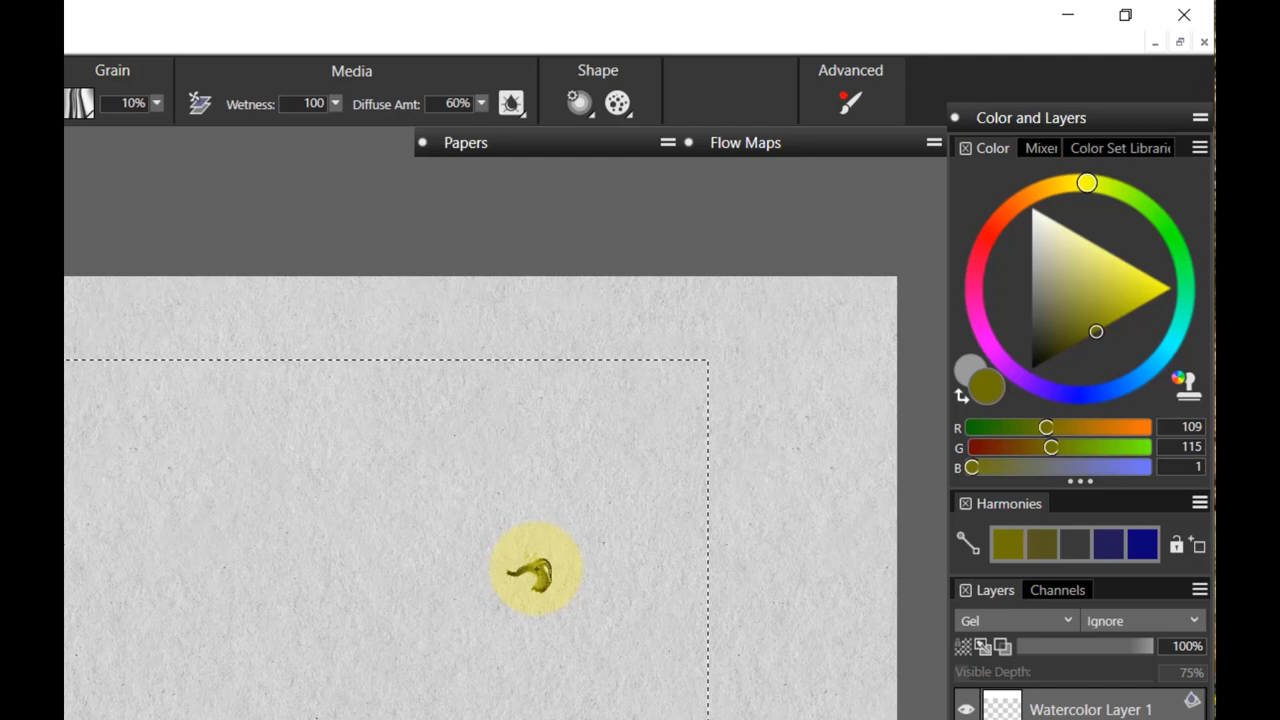 Grain
Media
Shape
Advanced
10%
Wetness: 100
Diffuse Amt: 60%
Color and Layers
Papers
Flow Maps
Color
Mixer
Color Set Librarie
R 109
G 115
B 1
Harmonies
Layers
Channels
Gel
Ignore
100%
Visible Depth: 75%
Watercolor Layer 1